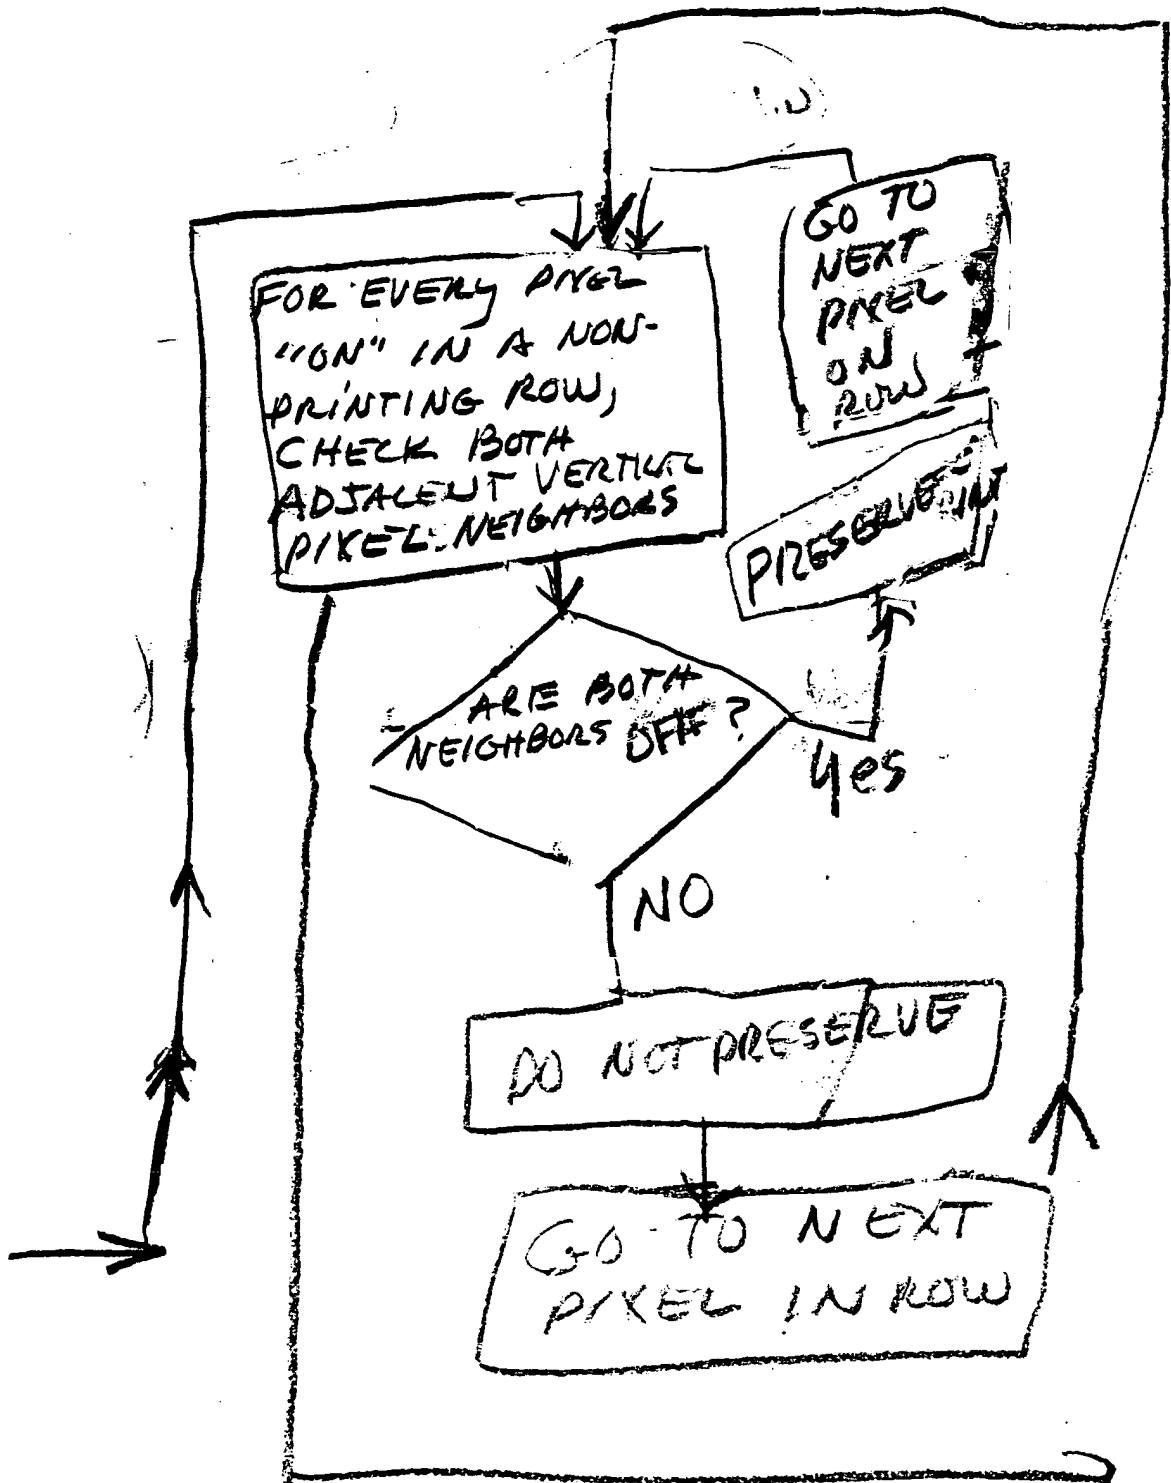 FOR EVERY PIXEL
"ON" IN A NON-
PRINTING ROW,
CHECK BOTH
ADJACENT VERTICAL
PIXEL NEIGHBORS
GO TO
NEXT
PIXEL
ON
ROW
PRESERVE
ARE BOTH
NEIGHBORS OFF?
Yes
NO
DO NOT PRESERVE
GO TO NEXT
PIXEL IN ROW